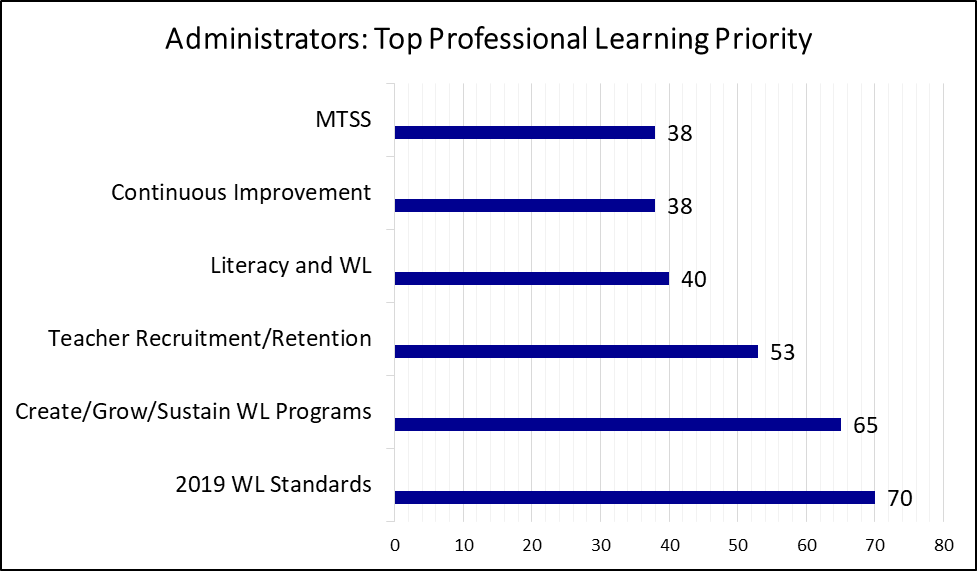 Administrators: Top Professional Learning Priority
MTSS
38
Continuous Improvement
38
Literacy and WL
40
Teacher Recruitment/Retention
53
Create/Grow/Sustain WL Programs
65
2019 WL Standards
70
0 10 20 30 40 50 60 70 80